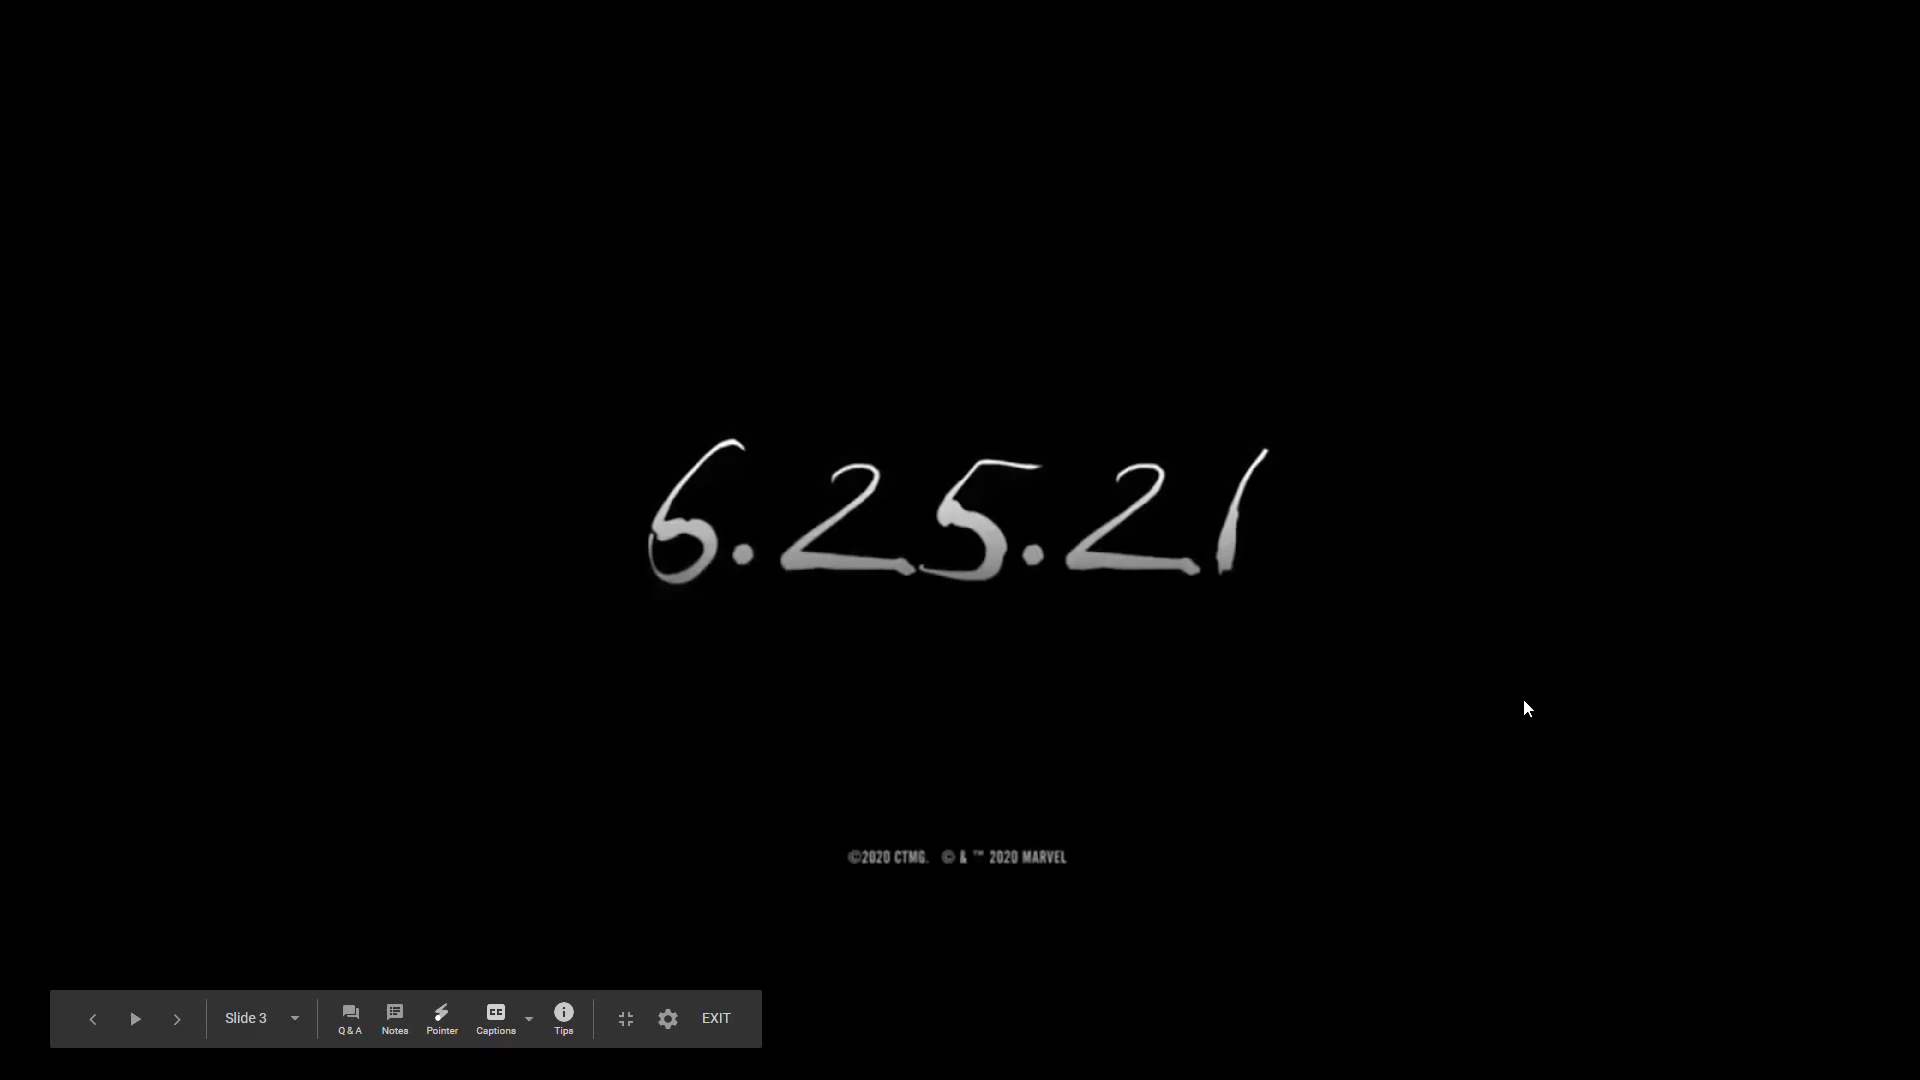 6.25.21
©2020 CTMG. © & ™ 2020 MARVEL
Slide 3
Q & A
Notes
Pointer
Captions
Tips
EXIT